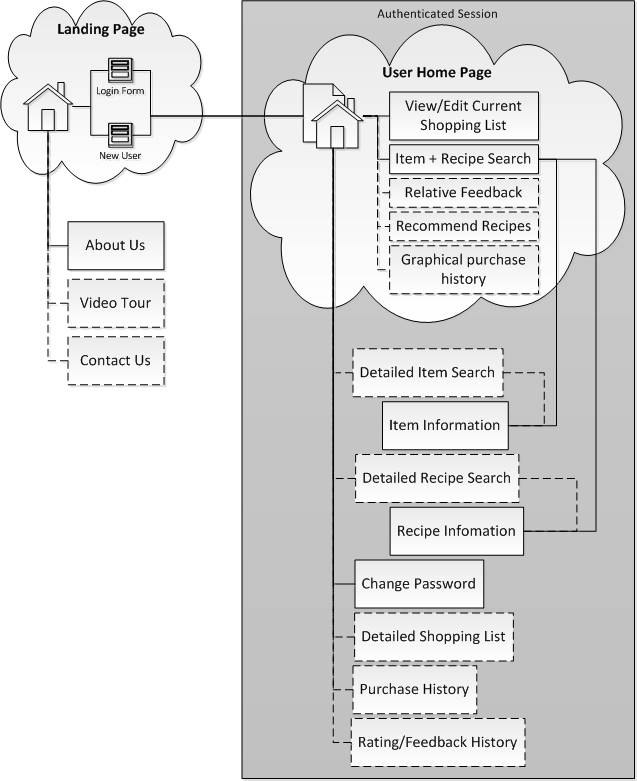 Landing Page
Login Form
New User
About Us
Video Tour
Contact Us
Authenticated Session
User Home Page
View/Edit Current
Shopping List
Item + Recipe Search
Relative Feedback
Recommend Recipes
Graphical purchase
history
Detailed Item Search
Item Information
Detailed Recipe Search
Recipe Infomation
Change Password
Detailed Shopping List
Purchase History
Rating/Feedback History